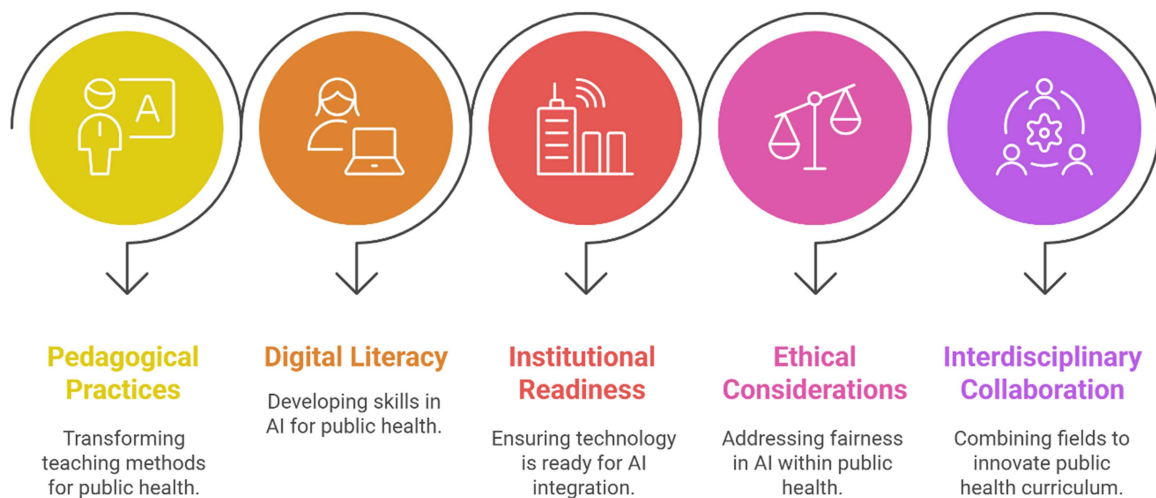 A
Pedagogical
Practices
Transforming
teaching methods
for public health.
Digital Literacy
Developing skills in
AI for public health.
Institutional
Readiness
Ensuring technology
is ready for AI
integration.
Ethical
Considerations
Addressing fairness
in AI within public
health.
Interdisciplinary
Collaboration
Combining fields to
innovate public
health curriculum.